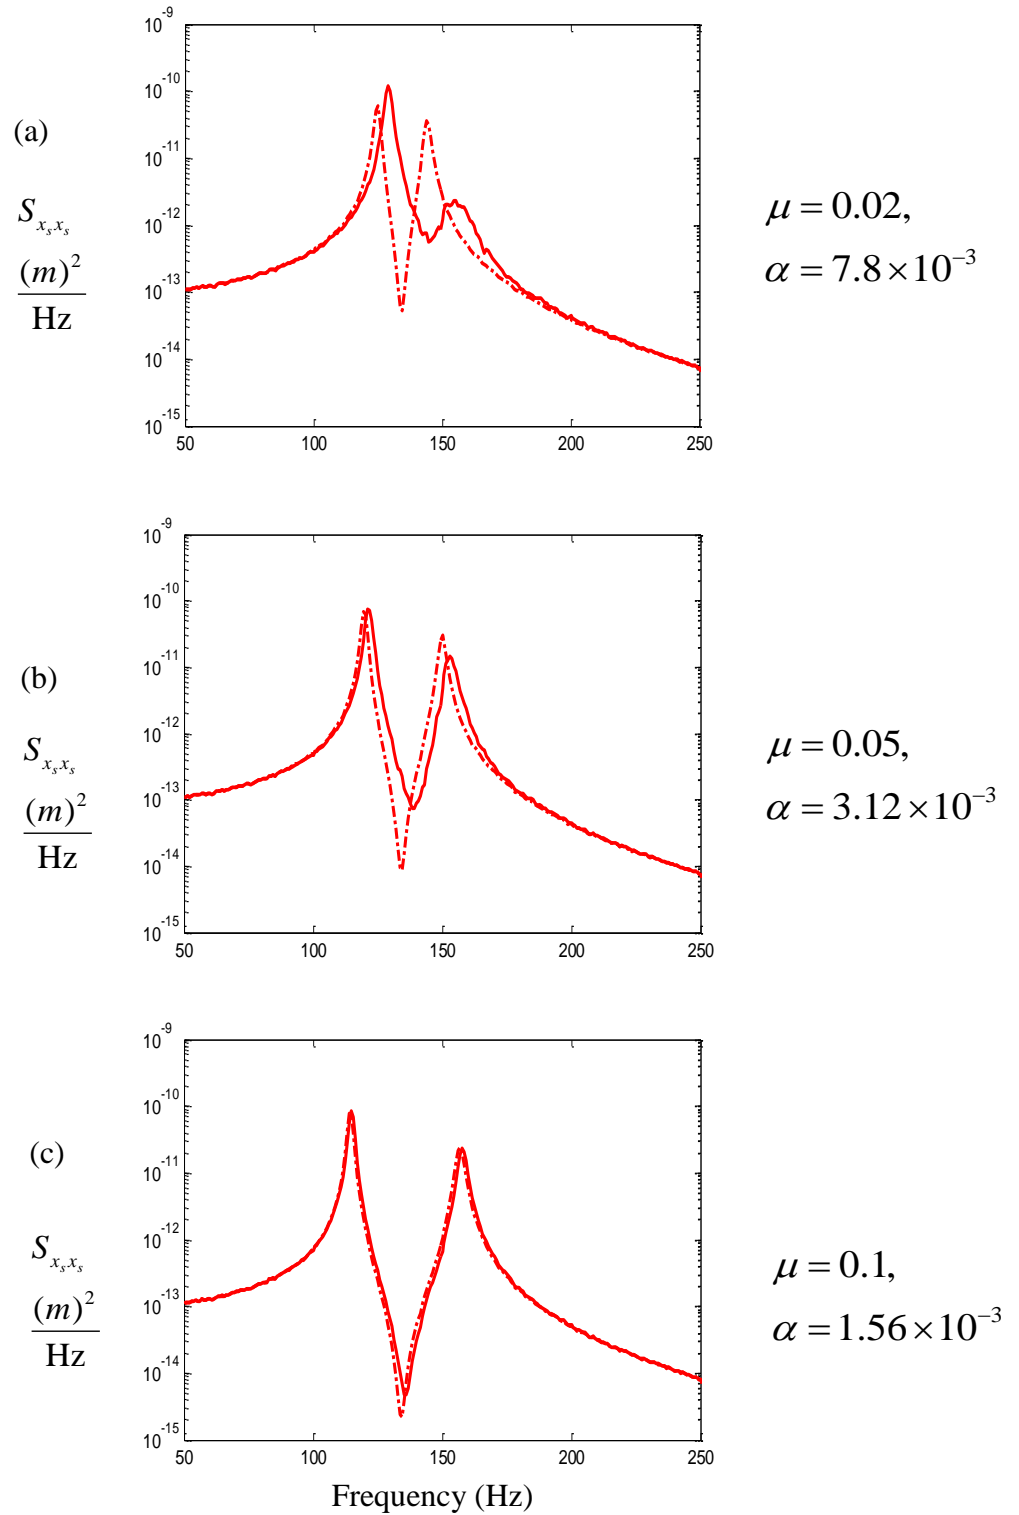 10^-9
10^-10
(a)
10^-11
S_{x_s x_s}
10^-12
μ = 0.02,
(m)^2
10^-13
α = 7.8×10^-3
Hz
10^-14
10^-15
50 100 150 200 250
10^-9
10^-10
(b)
10^-11
S_{x_s x_s}
10^-12
μ = 0.05,
(m)^2
10^-13
α = 3.12×10^-3
Hz
10^-14
10^-15
50 100 150 200 250
10^-9
10^-10
(c)
10^-11
S_{x_s x_s}
10^-12
μ = 0.1,
(m)^2
10^-13
α = 1.56×10^-3
Hz
10^-14
10^-15
50 100 150 200 250
Frequency (Hz)